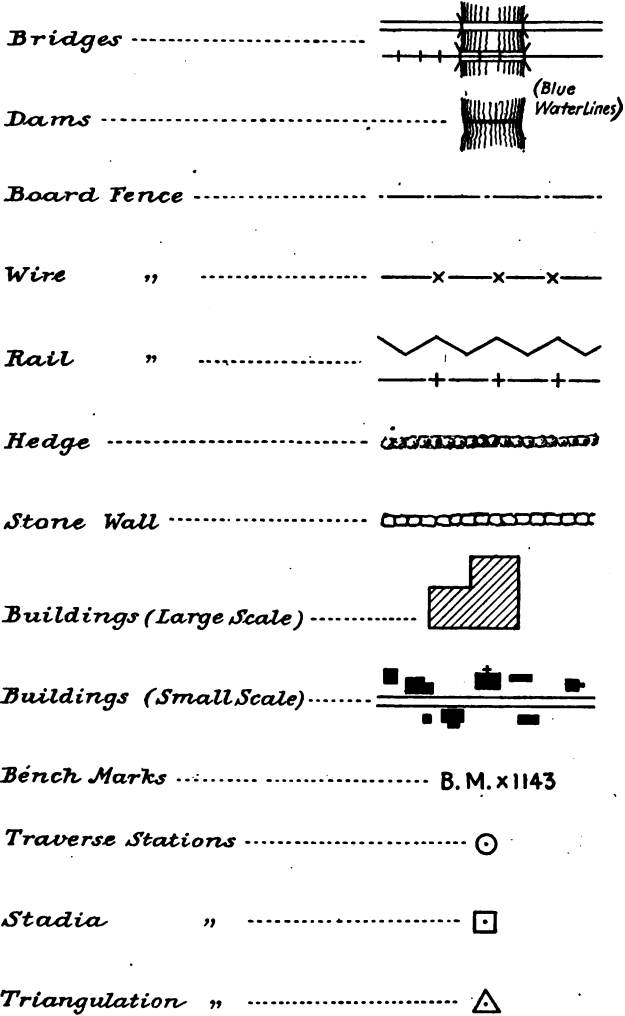 Bridges
(Blue
Water Lines)
Dams
Board Fence
Wire „
Rail „
Hedge
Stone Wall
Buildings (Large Scale)
Buildings (Small Scale)
Bench Marks B.M.x1143
Traverse Stations
Stadia „
Triangulation „